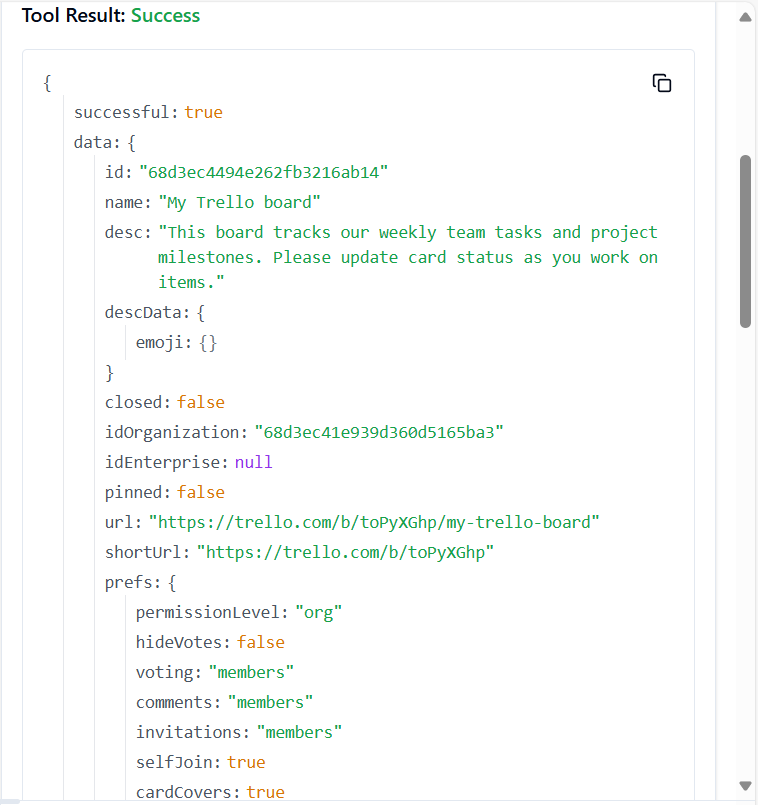 Tool Result: Success
{
successful: true
data: {
id: "68d3ec4494e262fb3216ab14"
name: "My Trello board"
desc: "This board tracks our weekly team tasks and project
milestones. Please update card status as you work on
items."
descData: {
emoji: {}
}
closed: false
idOrganization: "68d3ec41e939d360d5165ba3"
idEnterprise: null
pinned: false
url: "https://trello.com/b/toPyXGhp/my-trello-board"
shortUrl: "https://trello.com/b/toPyXGhp"
prefs: {
permissionLevel: "org"
hideVotes: false
voting: "members"
comments: "members"
invitations: "members"
selfJoin: true
cardCovers: true